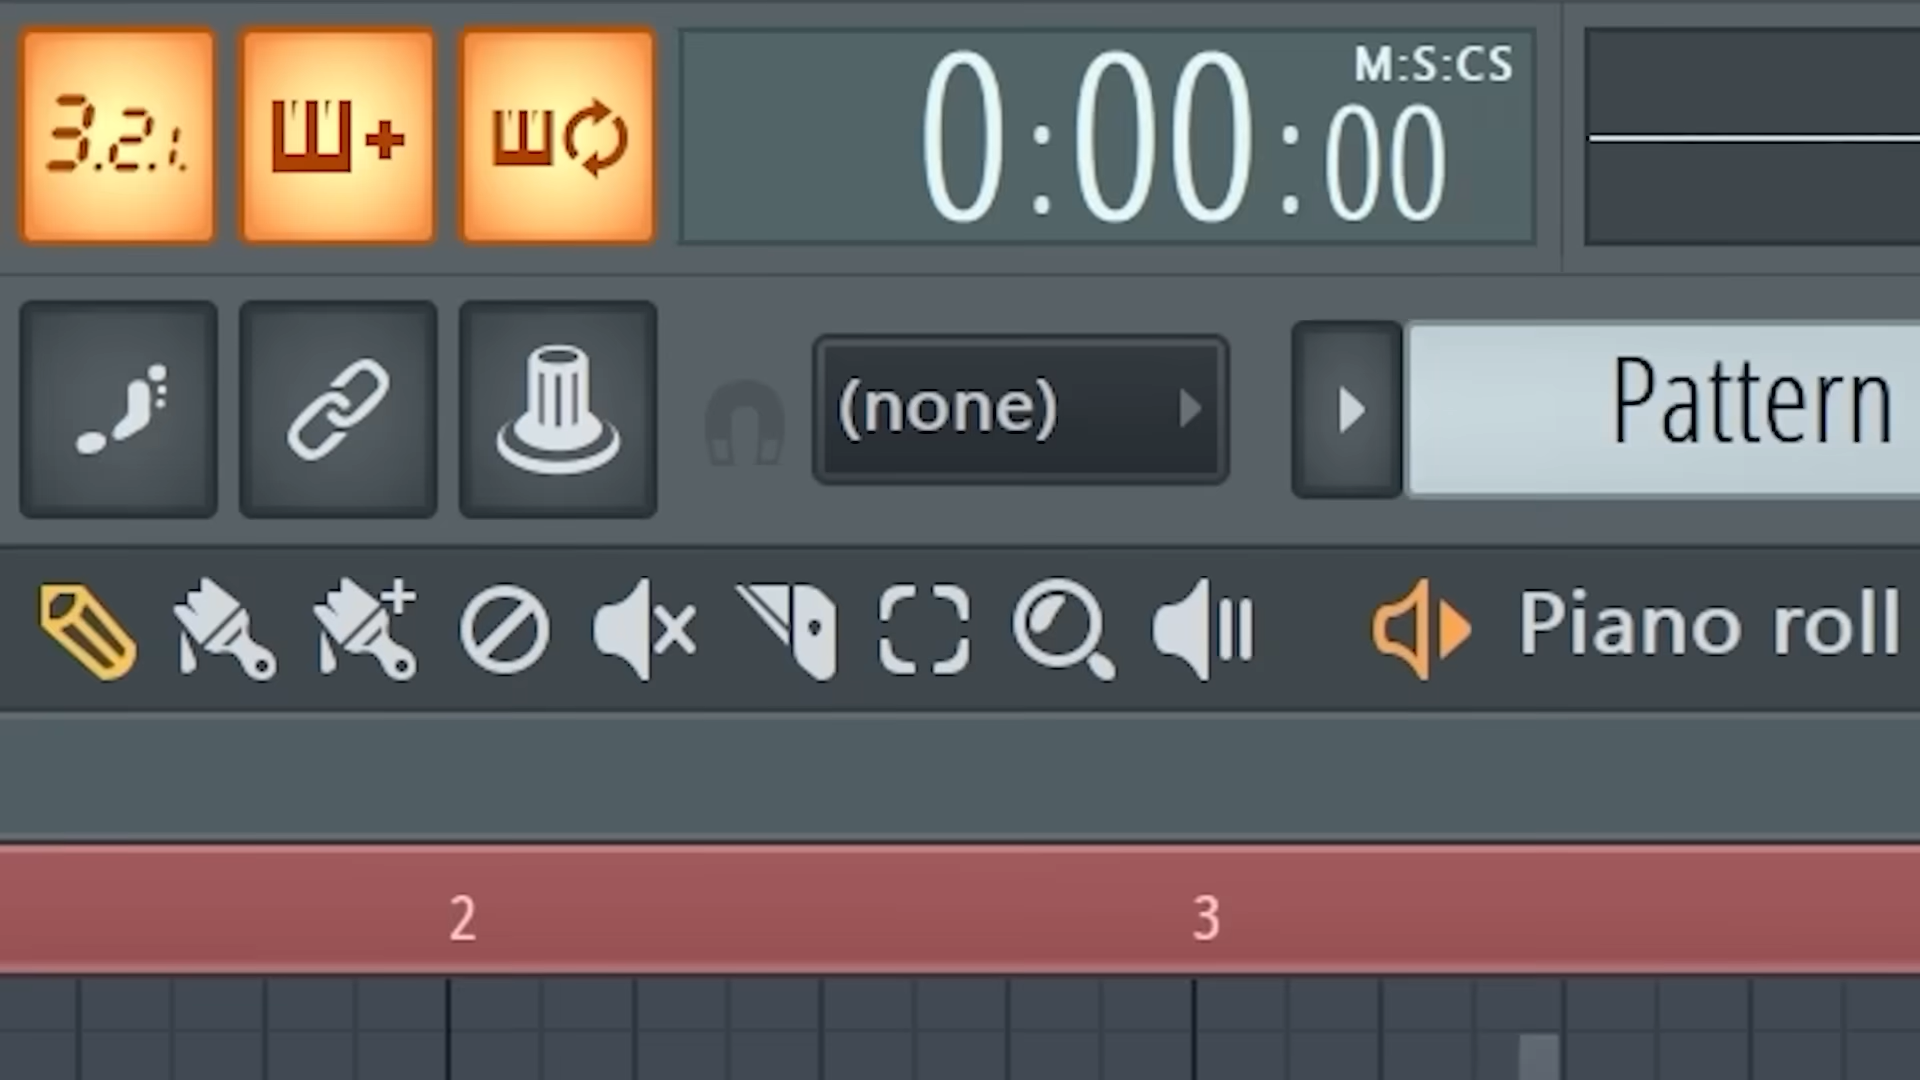 3.2.1.
M:S:CS
0:00:00
(none)
Pattern
Piano roll
2
3